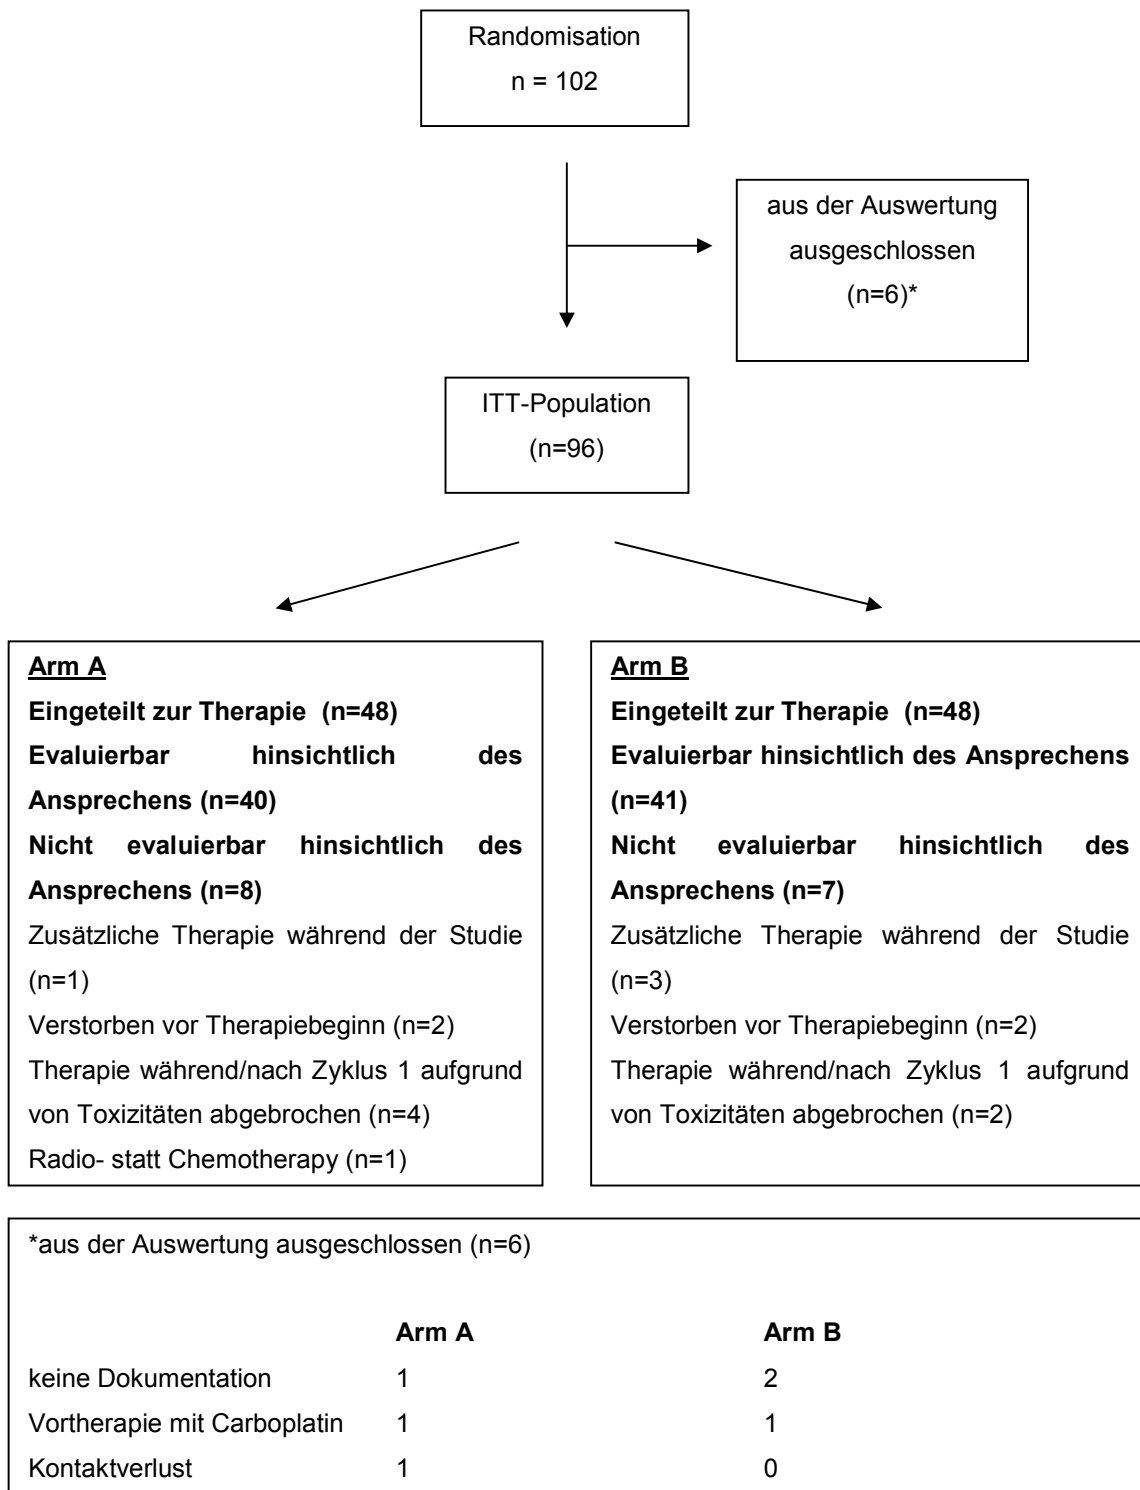 Randomisation
n = 102
aus der Auswertung
ausgeschlossen
(n=6)*
ITT-Population
(n=96)
Arm A
Eingeteilt zur Therapie (n=48)
Evaluierbar hinsichtlich des
Ansprechens (n=40)
Nicht evaluierbar hinsichtlich des
Ansprechens (n=8)
Zusätzliche Therapie während der Studie
(n=1)
Verstorben vor Therapiebeginn (n=2)
Therapie während/nach Zyklus 1 aufgrund
von Toxizitäten abgebrochen (n=4)
Radio- statt Chemotherapy (n=1)
Arm B
Eingeteilt zur Therapie (n=48)
Evaluierbar hinsichtlich des Ansprechens
(n=41)
Nicht evaluierbar hinsichtlich des
Ansprechens (n=7)
Zusätzliche Therapie während der Studie
(n=3)
Verstorben vor Therapiebeginn (n=2)
Therapie während/nach Zyklus 1 aufgrund
von Toxizitäten abgebrochen (n=2)
*aus der Auswertung ausgeschlossen (n=6)
Arm A Arm B
keine Dokumentation 1 2
Vortherapie mit Carboplatin 1 1
Kontaktverlust 1 0